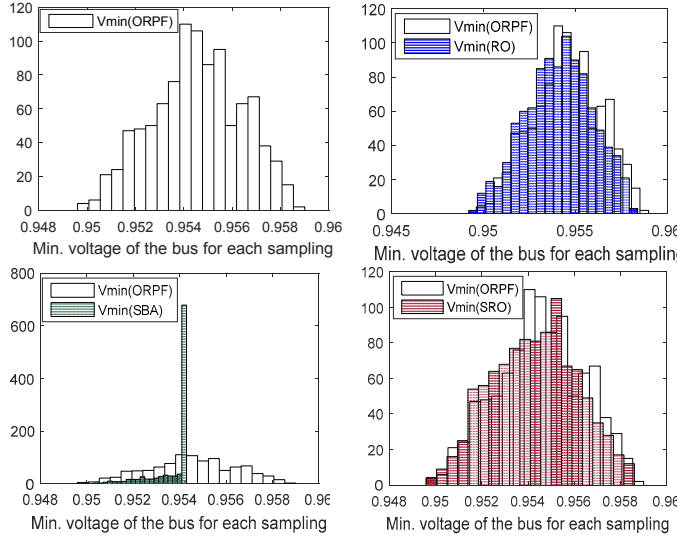 120
100
80
60
40
20
0
Vmin(ORPF)
0.948 0.95 0.952 0.954 0.956 0.958 0.96
Min. voltage of the bus for each sampling
120
100
80
60
40
20
0
Vmin(ORPF)
Vmin(RO)
0.945 0.95 0.955 0.96
Min. voltage of the bus for each sampling
800
600
400
200
0
Vmin(ORPF)
Vmin(SBA)
0.948 0.95 0.952 0.954 0.956 0.958 0.96
Min. voltage of the bus for each sampling
120
100
80
60
40
20
0
Vmin(ORPF)
Vmin(SRO)
0.948 0.95 0.952 0.954 0.956 0.958 0.96
Min. voltage of the bus for each sampling